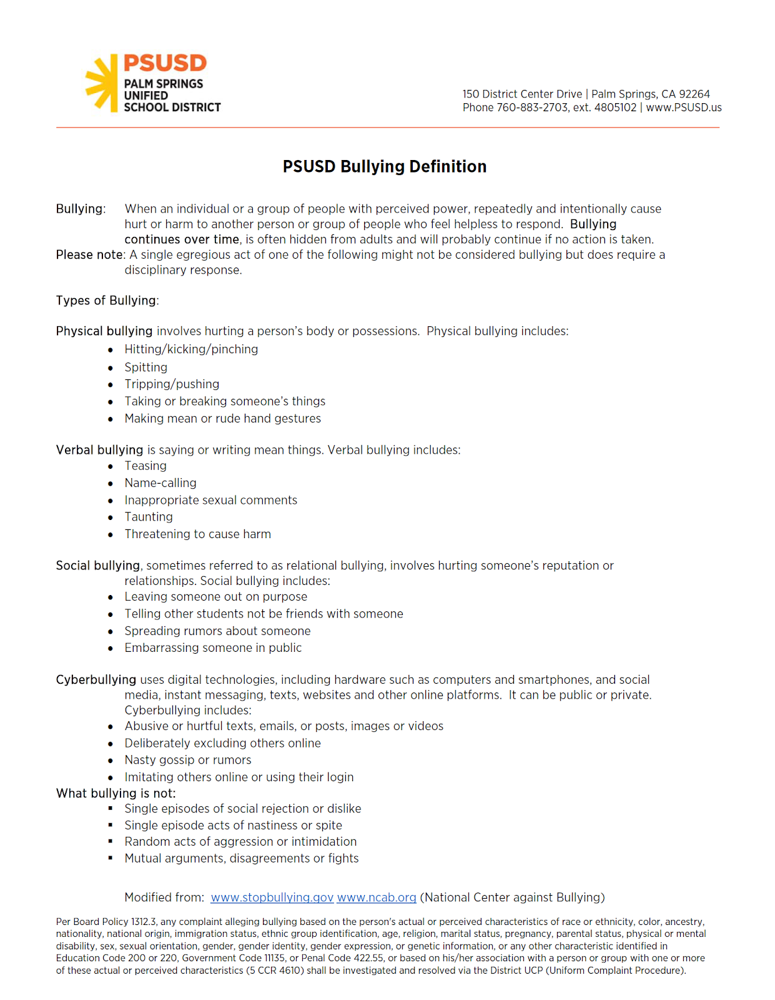 PSUSD
PALM SPRINGS
UNIFIED
SCHOOL DISTRICT
150 District Center Drive | Palm Springs, CA 92264
Phone 760-883-2703, ext. 4805102 | www.PSUSD.us
PSUSD Bullying Definition
Bullying: When an individual or a group of people with perceived power, repeatedly and intentionally cause
hurt or harm to another person or group of people who feel helpless to respond. Bullying
continues over time, is often hidden from adults and will probably continue if no action is taken.
Please note: A single egregious act of one of the following might not be considered bullying but does require a
disciplinary response.
Types of Bullying:
Physical bullying involves hurting a person's body or possessions. Physical bullying includes:
• Hitting/kicking/pinching
• Spitting
• Tripping/pushing
• Taking or breaking someone's things
• Making mean or rude hand gestures
Verbal bullying is saying or writing mean things. Verbal bullying includes:
• Teasing
• Name-calling
• Inappropriate sexual comments
• Taunting
• Threatening to cause harm
Social bullying, sometimes referred to as relational bullying, involves hurting someone's reputation or
relationships. Social bullying includes:
• Leaving someone out on purpose
• Telling other students not be friends with someone
• Spreading rumors about someone
• Embarrassing someone in public
Cyberbullying uses digital technologies, including hardware such as computers and smartphones, and social
media, instant messaging, texts, websites and other online platforms. It can be public or private.
Cyberbullying includes:
• Abusive or hurtful texts, emails, or posts, images or videos
• Deliberately excluding others online
• Nasty gossip or rumors
• Imitating others online or using their login
What bullying is not:
▪ Single episodes of social rejection or dislike
▪ Single episode acts of nastiness or spite
▪ Random acts of aggression or intimidation
▪ Mutual arguments, disagreements or fights
Modified from: www.stopbullying.gov www.ncab.org (National Center against Bullying)
Per Board Policy 1312.3, any complaint alleging bullying based on the person's actual or perceived characteristics of race or ethnicity, color, ancestry,
nationality, national origin, immigration status, ethnic group identification, age, religion, marital status, pregnancy, parental status, physical or mental
disability, sex, sexual orientation, gender, gender identity, gender expression, or genetic information, or any other characteristic identified in
Education Code 200 or 220, Government Code 11135, or Penal Code 422.55, or based on his/her association with a person or group with one or more
of these actual or perceived characteristics (5 CCR 4610) shall be investigated and resolved via the District UCP (Uniform Complaint Procedure).